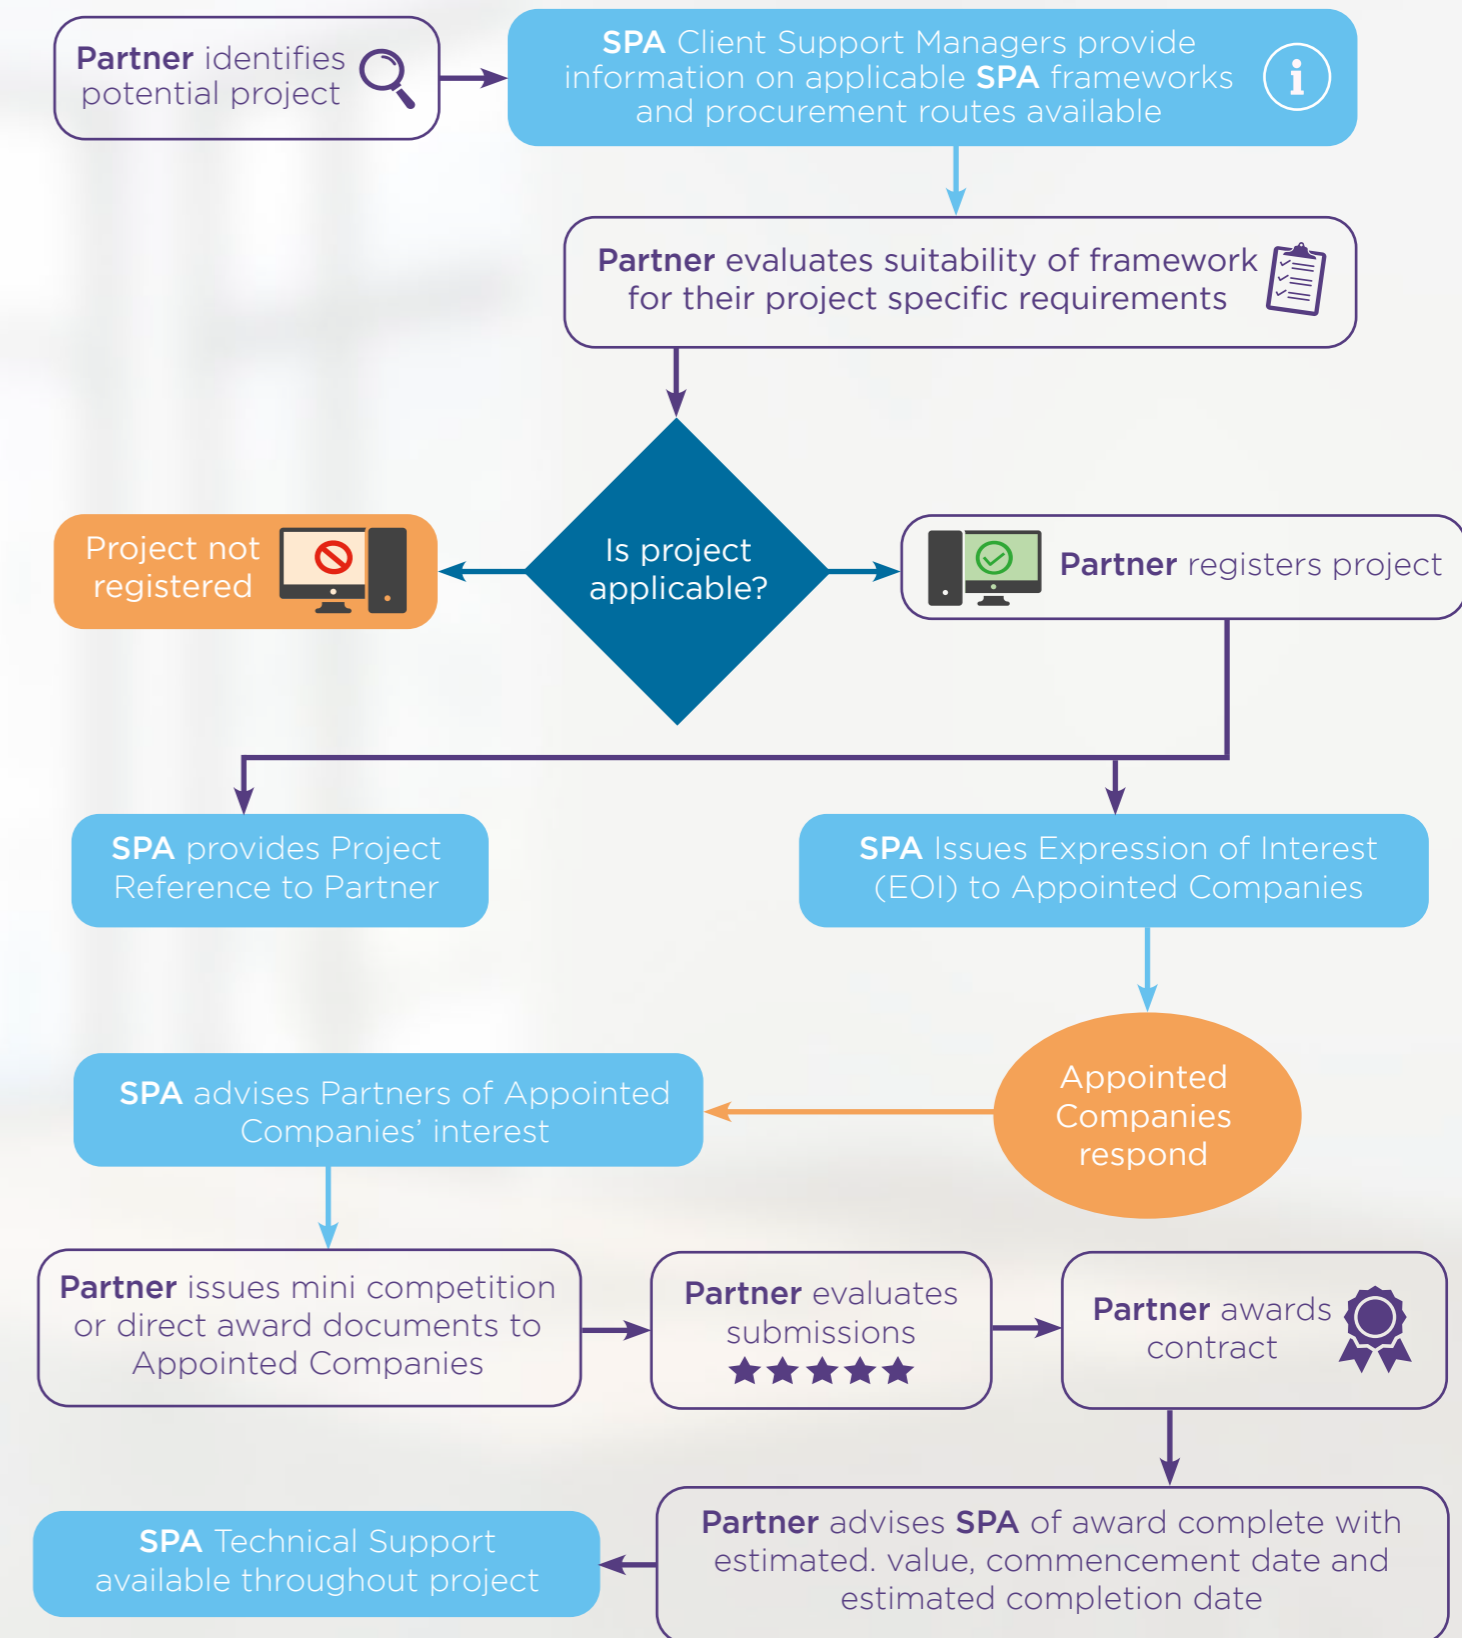 Partner identifies
potential project
SPA Client Support Managers provide
information on applicable SPA frameworks
and procurement routes available
i
Partner evaluates suitability of framework
for their project specific requirements
Project not
registered
Is project
applicable?
Partner registers project
SPA provides Project
Reference to Partner
SPA Issues Expression of Interest
(EOI) to Appointed Companies
Appointed
Companies
respond
SPA advises Partners of Appointed
Companies’ interest
Partner issues mini competition
or direct award documents to
Appointed Companies
Partner evaluates
submissions
Partner awards
contract
Partner advises SPA of award complete with
estimated. value, commencement date and
estimated completion date
SPA Technical Support
available throughout project